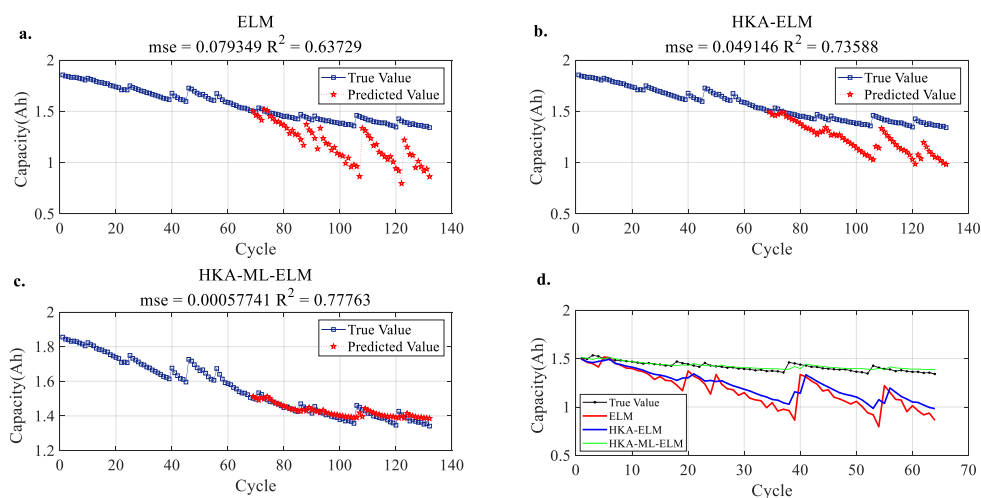 a.
ELM
mse = 0.079349 R² = 0.63729
2
1.5
1
0.5
Capacity(Ah)
True Value
Predicted Value
0 20 40 60 80 100 120 140
Cycle
b.
HKA-ELM
mse = 0.049146 R² = 0.73588
2
1.5
1
0.5
Capacity(Ah)
True Value
Predicted Value
0 20 40 60 80 100 120 140
Cycle
c.
HKA-ML-ELM
mse = 0.00057741 R² = 0.77763
2
1.8
1.6
1.4
1.2
Capacity(Ah)
True Value
Predicted Value
0 20 40 60 80 100 120 140
Cycle
d.
2
1.5
1
0.5
Capacity(Ah)
True Value
ELM
HKA-ELM
HKA-ML-ELM
0 10 20 30 40 50 60 70
Cycle